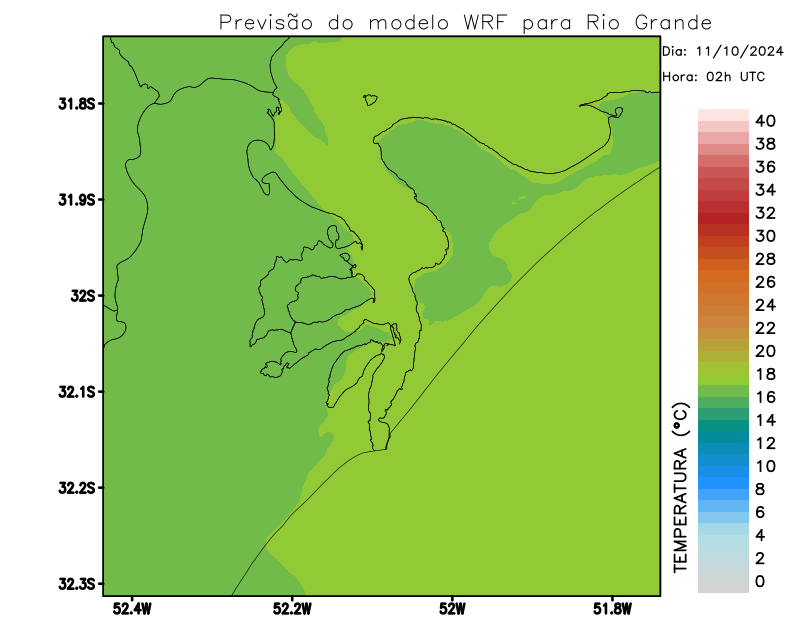 Previsão do modelo WRF para Rio Grande
Dia: 11/10/2024
Hora: 02h UTC
31.8S
31.9S
32S
32.1S
32.2S
32.3S
52.4W
52.2W
52W
51.8W
TEMPERATURA (°C)
40
38
36
34
32
30
28
26
24
22
20
18
16
14
12
10
8
6
4
2
0